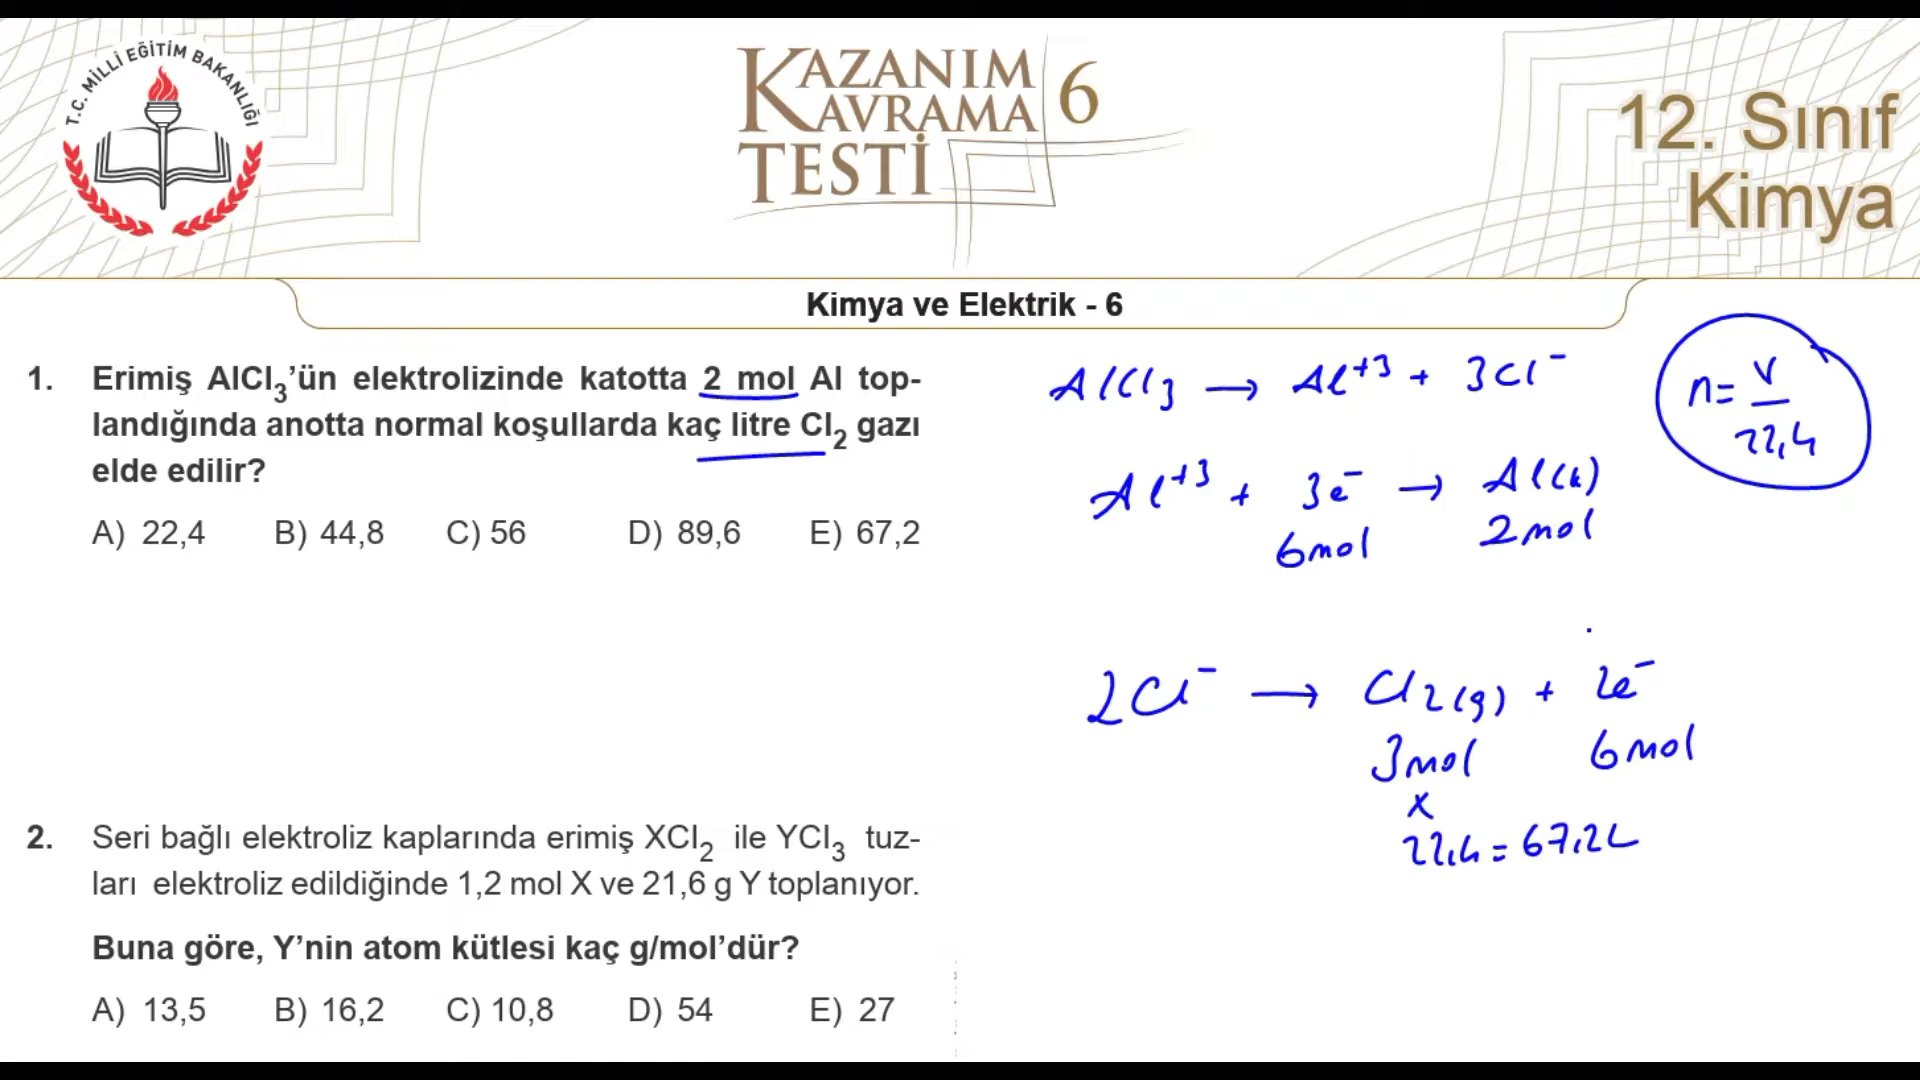 T.C. MİLLÎ EĞİTİM BAKANLIĞI
KAZANIM
KAVRAMA
TESTİ
6
12. Sınıf
Kimya
Kimya ve Elektrik - 6
1. Erimiş AlCl₃’ün elektrolizinde katotta 2 mol Al top-
landığında anotta normal koşullarda kaç litre Cl₂ gazı
elde edilir?
A) 22,4 B) 44,8 C) 56 D) 89,6 E) 67,2
AlCl₃ → Al⁺³ + 3Cl⁻
n = V / 22,4
Al⁺³ + 3e⁻ → Al(k)
6mol 2mol
2Cl⁻ → Cl₂(g) + 2e⁻
3mol 6mol
x
22,4 = 67,2L
2. Seri bağlı elektroliz kaplarında erimiş XCl₂ ile YCl₃ tuz-
ları elektroliz edildiğinde 1,2 mol X ve 21,6 g Y toplanıyor.
Buna göre, Y’nin atom kütlesi kaç g/mol’dür?
A) 13,5 B) 16,2 C) 10,8 D) 54 E) 27